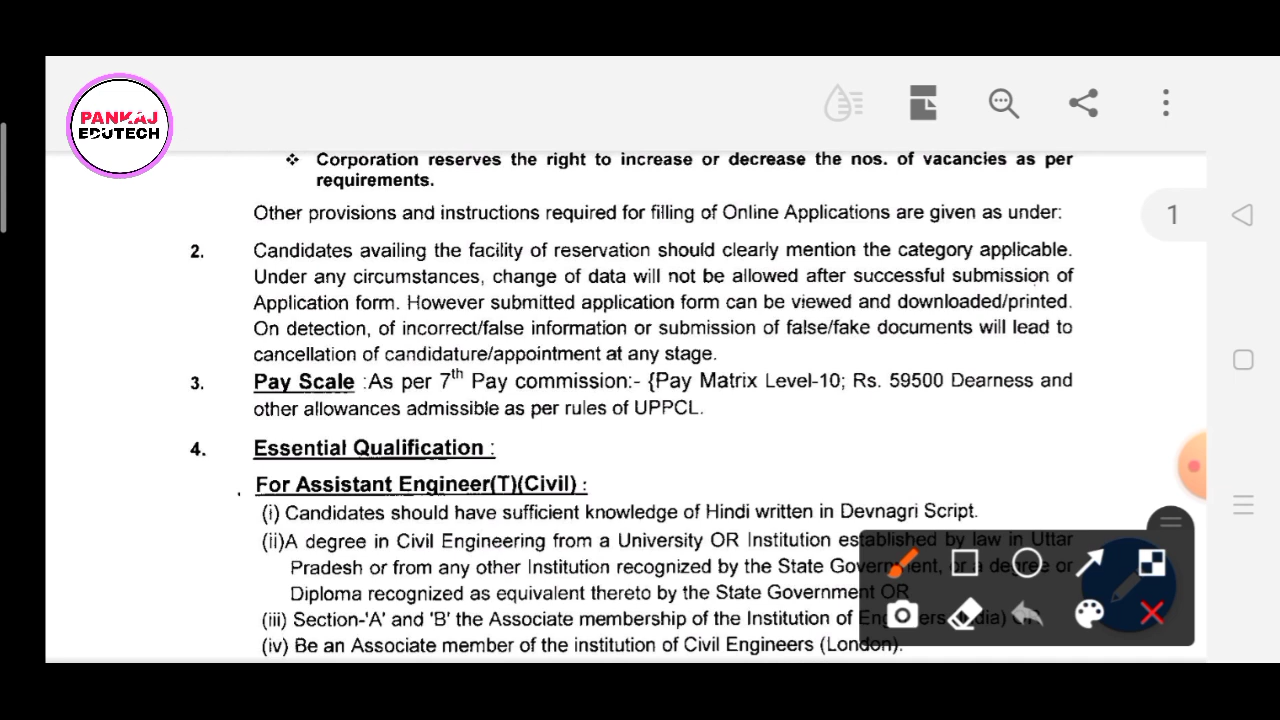 PANKAJ
EDUTECH
❖ Corporation reserves the right to increase or decrease the nos. of vacancies as per
requirements.
Other provisions and instructions required for filling of Online Applications are given as under:
1
2. Candidates availing the facility of reservation should clearly mention the category applicable.
Under any circumstances, change of data will not be allowed after successful submission of
Application form. However submitted application form can be viewed and downloaded/printed.
On detection, of incorrect/false information or submission of false/fake documents will lead to
cancellation of candidature/appointment at any stage.
3. Pay Scale :As per 7th Pay commission:- {Pay Matrix Level-10; Rs. 59500 Dearness and
other allowances admissible as per rules of UPPCL.
4. Essential Qualification :
For Assistant Engineer(T)(Civil) :
(i) Candidates should have sufficient knowledge of Hindi written in Devnagri Script.
(ii)A degree in Civil Engineering from a University OR Institution established by law in Uttar
Pradesh or from any other Institution recognized by the State Government, or a degree or
Diploma recognized as equivalent thereto by the State Government OR
(iii) Section-'A' and 'B' the Associate membership of the Institution of
(iv) Be an Associate member of the institution of Civil Engineers (London).